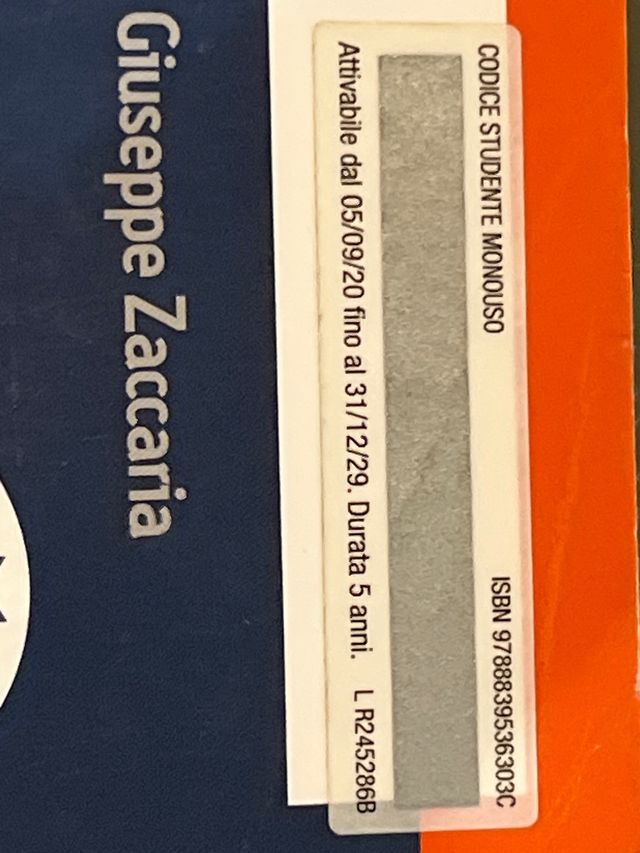 CODICE STUDENTE MONOUSO ISBN 9788839536303C
Attivabile dal 05/09/20 fino al 31/12/29. Durata 5 anni. L R245286B
Giuseppe Zaccaria